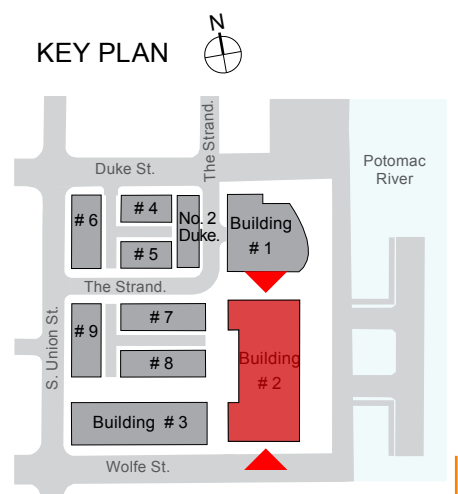 N
KEY PLAN
Duke St.
The Strand.
Potomac
River
# 6
# 4
# 5
No. 2
Duke.
Building
# 1
The Strand.
S. Union St.
# 9
# 7
# 8
Building
# 2
Building # 3
Wolfe St.